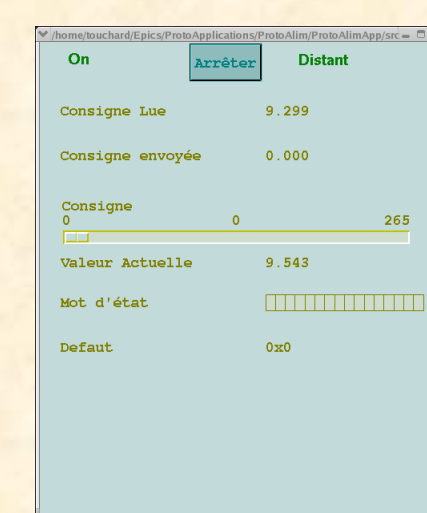 /home/touchard/Epics/ProtoApplications/ProtoAlim/ProtoAlimApp/src
On Arrêter Distant
Consigne Lue 9.299
Consigne envoyée 0.000
Consigne
0 0 265
Valeur Actuelle 9.543
Mot d'état
Defaut 0x0